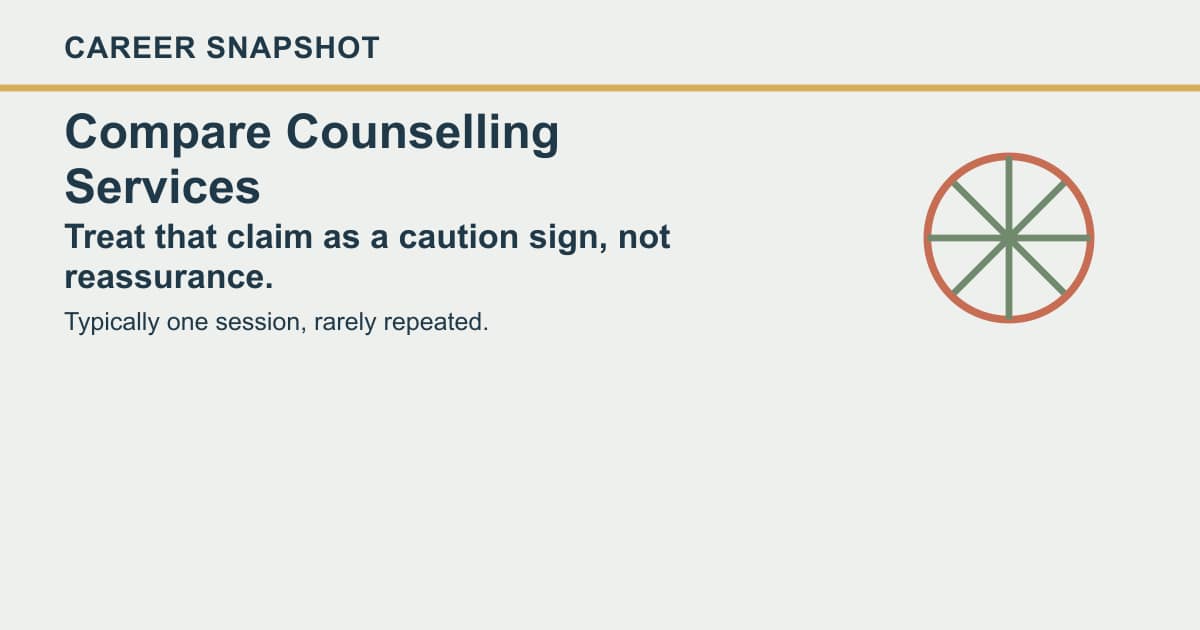 CAREER SNAPSHOT
Compare Counselling
Services
Treat that claim as a caution sign, not
reassurance.
Typically one session, rarely repeated.